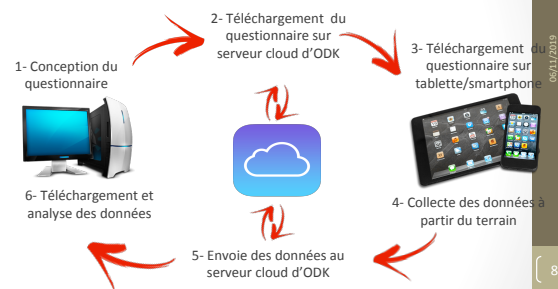 2- Téléchargement du
questionnaire sur
serveur cloud d'ODK
1- Conception du
questionnaire
3- Téléchargement du
questionnaire sur
tablette/smartphone
06/11/2019
6- Téléchargement et
analyse des données
4- Collecte des données à
partir du terrain
5- Envoie des données au
serveur cloud d'ODK
8